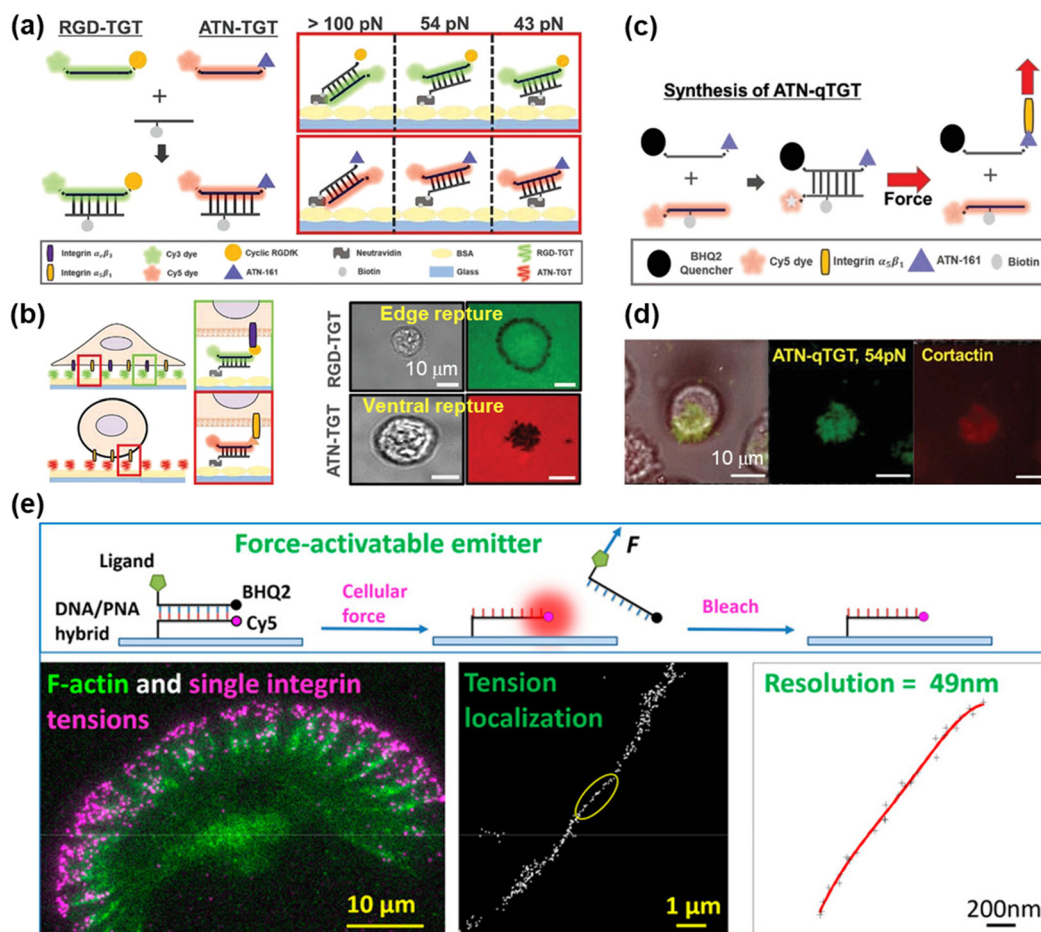 (a)
RGD-TGT ATN-TGT
> 100 pN 54 pN 43 pN
+
Integrin αvβ3 Cy3 dye Cyclic RGDfK Neutravidin BSA RGD-TGT
Integrin α5β1 Cy5 dye ATN-161 Biotin Glass ATN-TGT
(b)
RGD-TGT
Edge repture
10 μm
ATN-TGT
Ventral repture
(c)
Synthesis of ATN-qTGT
+
Force
+
BHQ2
Quencher
Cy5 dye Integrin α5β1 ATN-161 Biotin
(d)
ATN-qTGT, 54pN Cortactin
10 μm
(e)
Force-activatable emitter
Ligand
BHQ2
DNA/PNA
hybrid
Cy5
Cellular
force
F
Bleach
F-actin and single integrin
tensions
10 μm
Tension
localization
1 μm
Resolution = 49nm
200nm